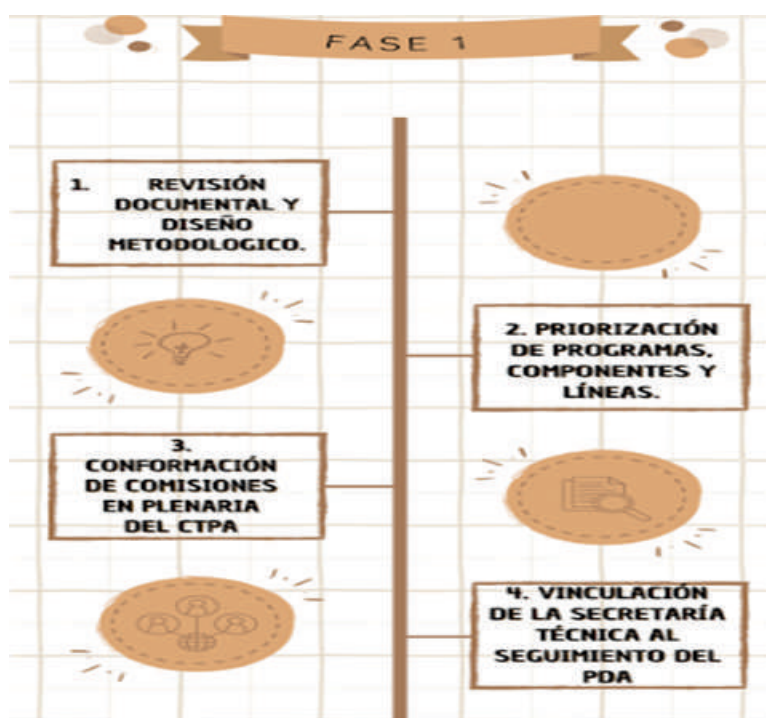 FASE 1
1. REVISIÓN
DOCUMENTAL Y
DISEÑO
METODOLOGICO.
2. PRIORIZACIÓN
DE PROGRAMAS,
COMPONENTES Y
LÍNEAS.
3.
CONFORMACIÓN
DE COMISIONES
EN PLENARIA
DEL CTPA
4. VINCULACIÓN
DE LA SECRETARÍA
TÉCNICA AL
SEGUIMIENTO DEL
PDA